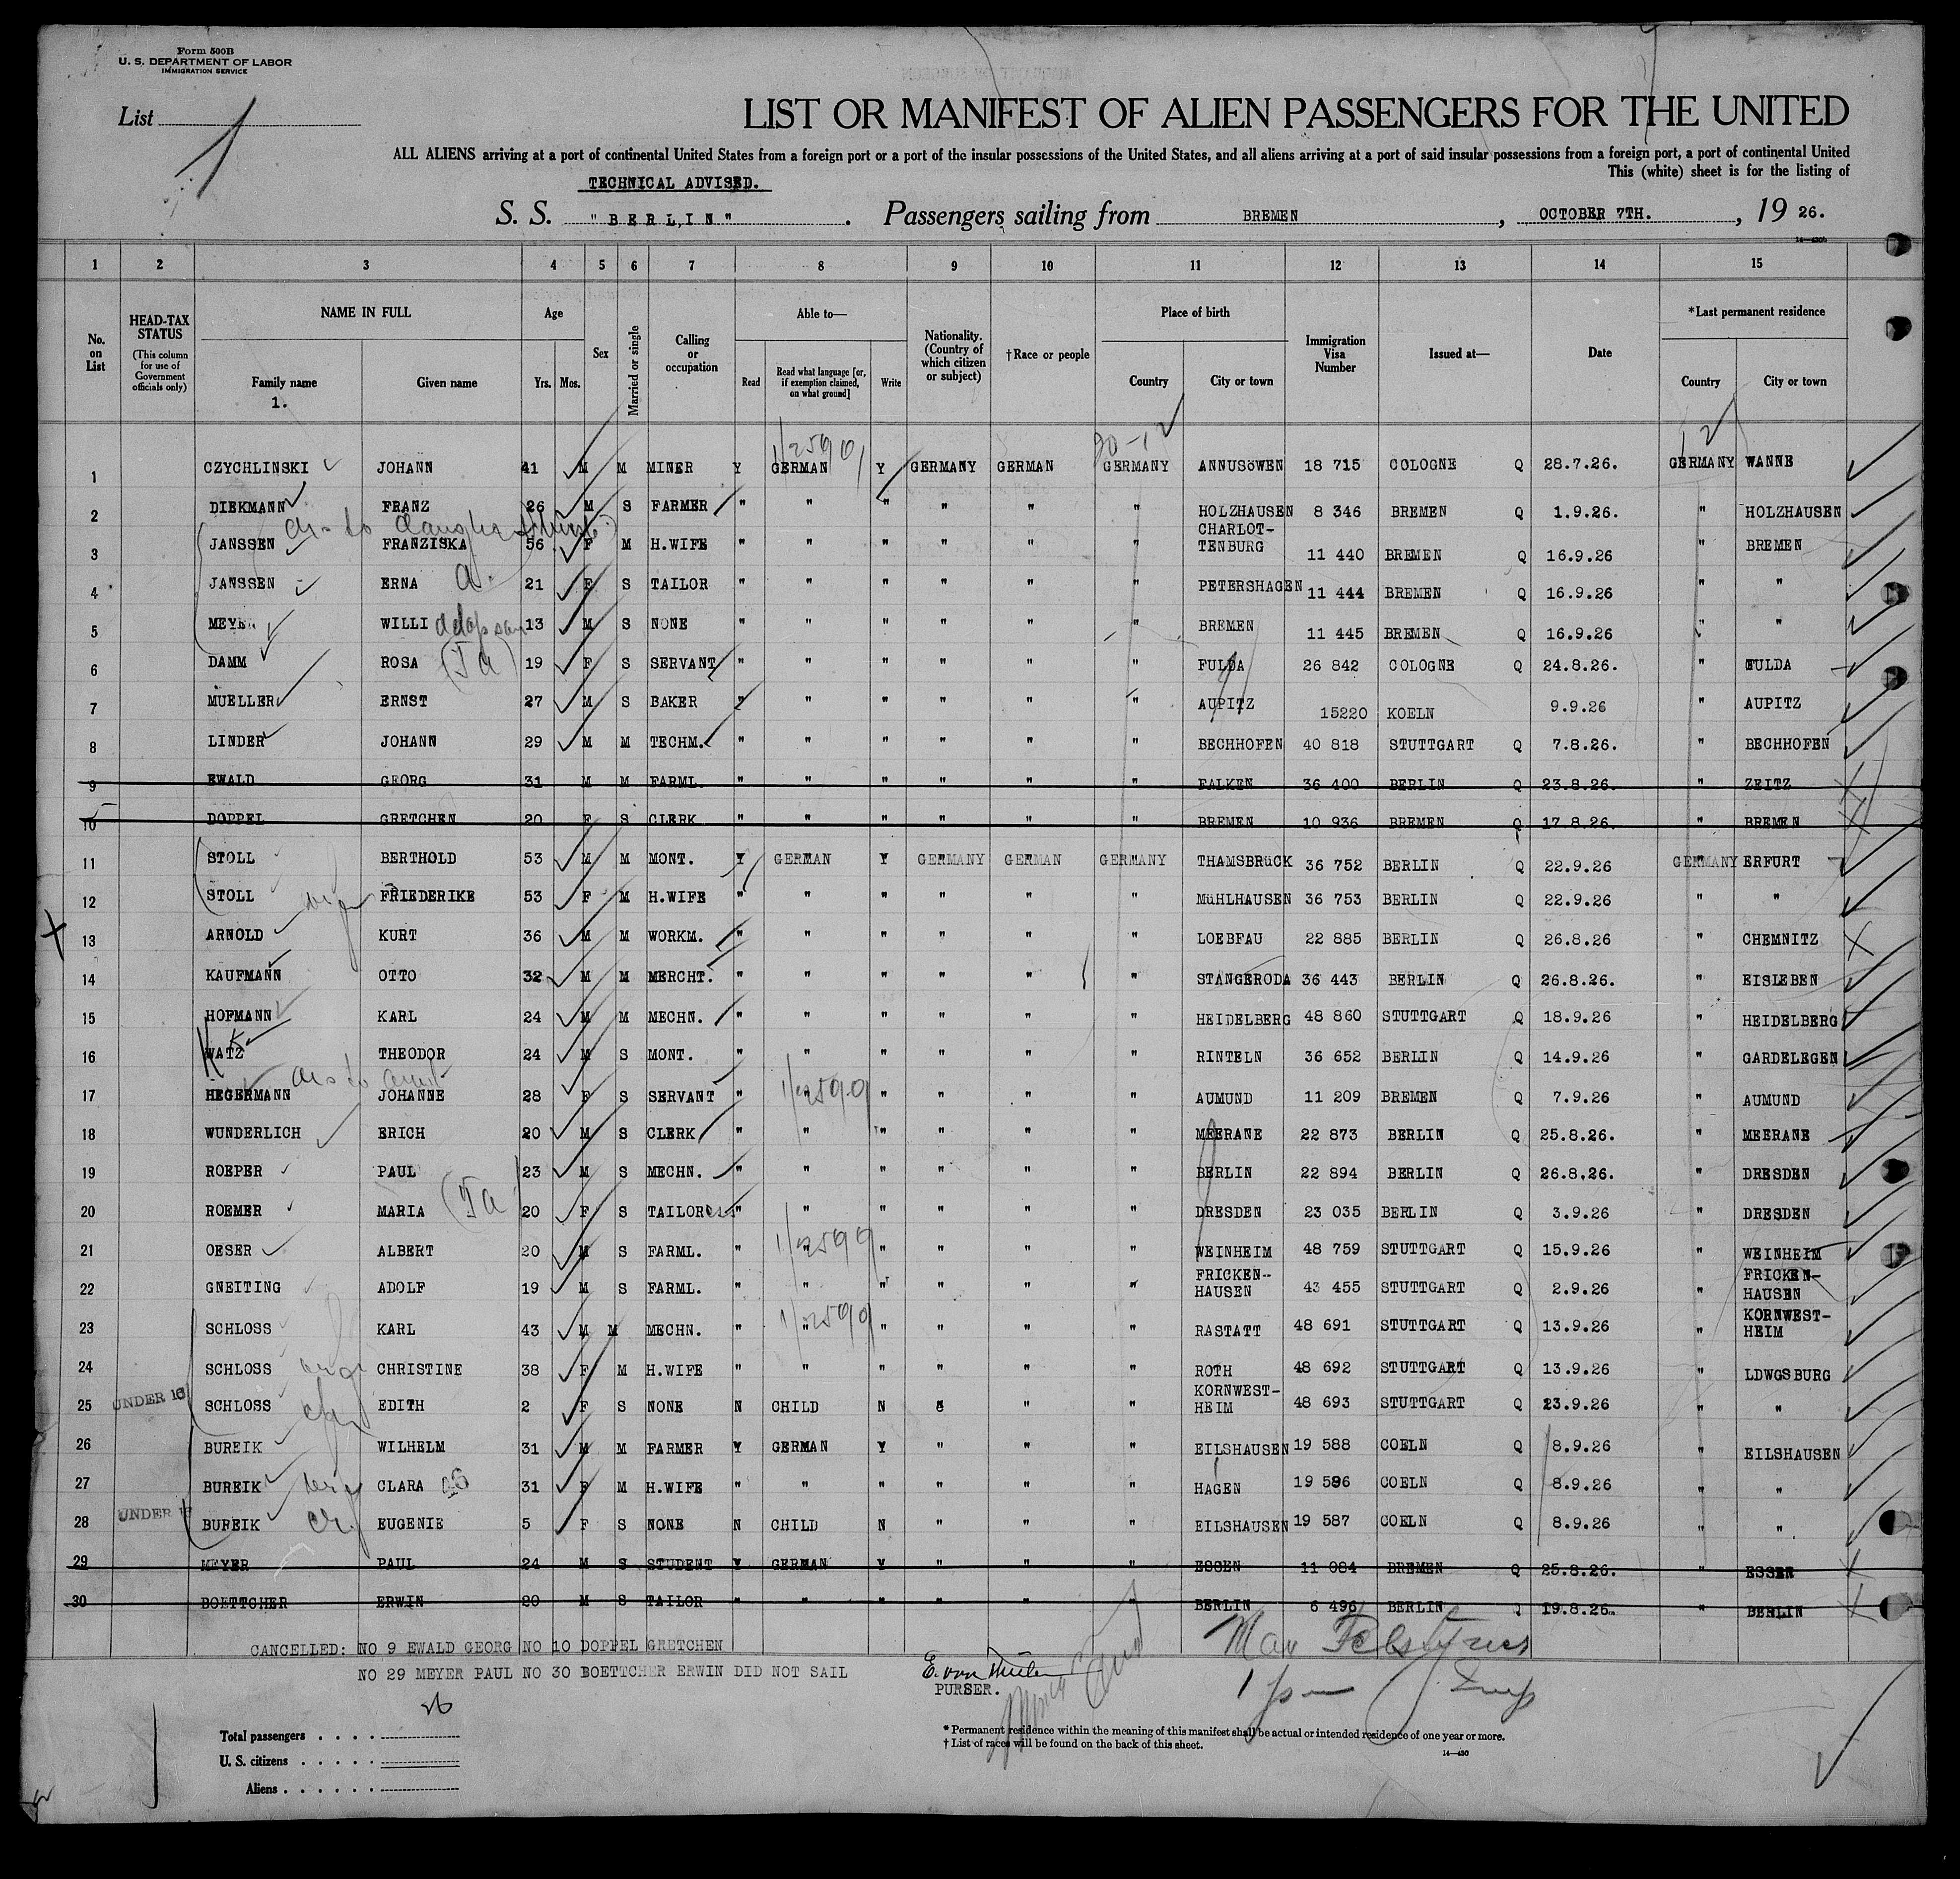 Form 500B
U. S. DEPARTMENT OF LABOR
IMMIGRATION SERVICE
List 1
LIST OR MANIFEST OF ALIEN PASSENGERS FOR THE UNITED
ALL ALIENS arriving at a port of continental United States from a foreign port or a port of the insular possessions of the United States, and all aliens arriving at a port of said insular possessions from a foreign port, a port of continental United
This (white) sheet is for the listing of
TECHNICAL ADVISED.
S. S. "BERLIN". Passengers sailing from BREMEN, OCTOBER 7TH., 19 26.
1 2 3 4 5 6 7 8 9 10 11 12 13 14 15
No. on List
HEAD-TAX STATUS (This column for use of Government officials only)
NAME IN FULL Family name Given name
1.
Age Yrs. Mos.
Sex
Married or single
Calling or occupation
Able to— Read Read what language [or, if exemption claimed, on what ground] Write
Nationality. (Country of which citizen or subject)
†Race or people
Place of birth Country City or town
Immigration Visa Number
Issued at—
Date
*Last permanent residence Country City or town
1 CZYCHLINSKI JOHANN 41 M M MINER Y GERMAN Y GERMANY GERMAN GERMANY ANNUSöWEN 18 715 COLOGNE Q 28.7.26. GERMANY WANNE
2 DIEKMANN FRANZ 26 M S FARMER " " " " " " HOLZHAUSEN 8 346 BREMEN Q 1.9.26. " HOLZHAUSEN
3 JANSSEN FRANZISKA 56 F M H.WIFE " " " " " " CHARLOT-TENBURG 11 440 BREMEN Q 16.9.26 " BREMEN
4 JANSSEN ERNA 21 F S TAILOR " " " " " " PETERSHAGEN 11 444 BREMEN Q 16.9.26 " "
5 MEYER WILLI 13 M S NONE " " " " " " BREMEN 11 445 BREMEN Q 16.9.26 " "
6 DAMM ROSA 19 F S SERVANT " " " " " " FULDA 26 842 COLOGNE Q 24.8.26. " FULDA
7 MUELLER ERNST 27 M S BAKER " " " " " " AUPITZ 15220 KOELN 9.9.26 " AUPITZ
8 LINDER JOHANN 29 M M TECHM. " " " " " " BECHHOFEN 40 818 STUTTGART Q 7.8.26. " BECHHOFEN
9 EWALD GEORG 31 M M FARML. " " " " " " FALKEN 36 400 BERLIN Q 23.8.26. " ZEITZ
10 DOPPEL GRETCHEN 20 F S CLERK " " " " " " BREMEN 10 936 BREMEN Q 17.8.26. " BREMEN
11 STOLL BERTHOLD 53 M M MONT. Y GERMAN Y GERMANY GERMAN GERMANY THAMSBRüCK 36 752 BERLIN Q 22.9.26 GERMANY ERFURT
12 STOLL FRIEDERIKE 53 F M H.WIFE " " " " " " MüHLHAUSEN 36 753 BERLIN Q 22.9.26 " "
13 ARNOLD KURT 36 M M WORKM. " " " " " " LOEBFAU 22 885 BERLIN Q 26.8.26 " CHEMNITZ
14 KAUFMANN OTTO 32 M M MERCHT. " " " " " " STANGERODA 36 443 BERLIN Q 26.8.26. " EISLEBEN
15 HOFMANN KARL 24 M M MECHN. " " " " " " HEIDELBERG 48 860 STUTTGART Q 18.9.26 " HEIDELBERG
16 WATZ THEODOR 24 M S MONT. " " " " " " RINTELN 36 652 BERLIN Q 14.9.26 " GARDELEGEN
17 HEGERMANN JOHANNE 28 F S SERVANT " " " " " " AUMUND 11 209 BREMEN Q 7.9.26 " AUMUND
18 WUNDERLICH ERICH 20 M S CLERK " " " " " " MEERANE 22 873 BERLIN Q 25.8.26. " MEERANE
19 ROEPER PAUL 23 M S MECHN. " " " " " " BERLIN 22 894 BERLIN Q 26.8.26. " DRESDEN
20 ROEMER MARIA 20 F S TAILOR " " " " " " DRESDEN 23 035 BERLIN Q 3.9.26 " DRESDEN
21 OESER ALBERT 20 M S FARML. " " " " " " WEINHEIM 48 759 STUTTGART Q 15.9.26 " WEINHEIM
22 GNEITING ADOLF 19 M S FARML. " " " " " " FRICKEN-HAUSEN 43 455 STUTTGART Q 2.9.26 " FRICKEN-HAUSEN
23 SCHLOSS KARL 43 M M MECHN. " " " " " " RASTATT 48 691 STUTTGART Q 13.9.26 " KORNWEST-HEIM
24 SCHLOSS CHRISTINE 38 F M H.WIFE " " " " " " ROTH 48 692 STUTTGART Q 13.9.26 " LDWGSBURG
UNDER 16
25 SCHLOSS EDITH 2 F S NONE N CHILD N " " " KORNWEST-HEIM 48 693 STUTTGART Q 13.9.26 " "
26 BUREIK WILHELM 31 M M FARMER Y GERMAN Y " " " EILSHAUSEN 19 588 COELN Q 8.9.26 " EILSHAUSEN
27 BUREIK CLARA 31 F M H.WIFE " " " " " " HAGEN 19 586 COELN Q 8.9.26 " "
UNDER 16
28 BUREIK EUGENIE 5 F S NONE N CHILD N " " " EILSHAUSEN 19 587 COELN Q 8.9.26 " "
29 MEYER PAUL 24 M S STUDENT Y GERMAN Y " " " ESSEN 11 084 BREMEN Q 25.8.26. " ESSEN
30 BOETTCHER ERWIN 20 M S TAILOR " " " " " " BERLIN 6 496 BERLIN Q 19.8.26. " BERLIN
CANCELLED: NO 9 EWALD GEORG NO 10 DOPPEL GRETCHEN
NO 29 MEYER PAUL NO 30 BOETTCHER ERWIN DID NOT SAIL
PURSER.
26
Total passengers
U. S. citizens
Aliens
* Permanent residence within the meaning of this manifest shall be actual or intended residence of one year or more.
† List of races will be found on the back of this sheet.
14—430